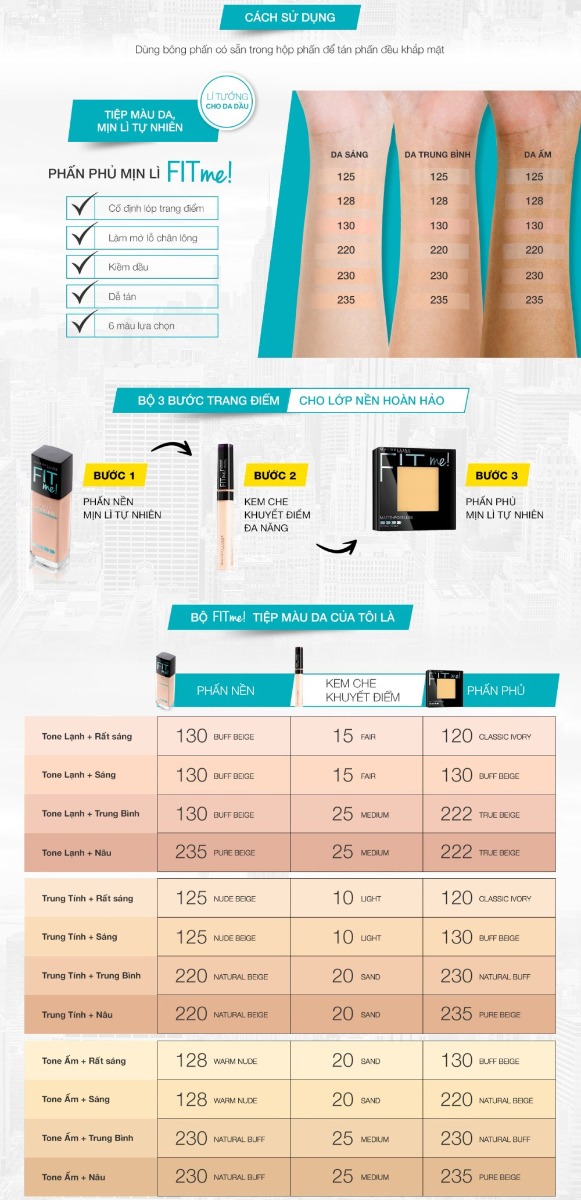 CÁCH SỬ DỤNG
Dùng bông phấn có sẵn trong hộp phấn để tán phấn đều khắp mặt
LÍ TƯỞNG
CHO DA DẦU
TIỆP MÀU DA,
MỊN LÌ TỰ NHIÊN
PHẤN PHỦ MỊN LÌ FIT me!
Cố định lớp trang điểm
Làm mờ lỗ chân lông
Kiềm dầu
Dễ tán
6 màu lựa chọn
DA SÁNG DA TRUNG BÌNH DA ẤM
125 125 125
128 128 128
130 130 130
220 220 220
230 230 230
235 235 235
BỘ 3 BƯỚC TRANG ĐIỂM CHO LỚP NỀN HOÀN HẢO
FIT me!
BƯỚC 1
PHẤN NỀN
MỊN LÌ TỰ NHIÊN
BƯỚC 2
KEM CHE
KHUYẾT ĐIỂM
ĐA NĂNG
FIT me!
BƯỚC 3
PHẤN PHỦ
MỊN LÌ TỰ NHIÊN
BỘ FIT me! TIỆP MÀU DA CỦA TÔI LÀ
PHẤN NỀN
KEM CHE
KHUYẾT ĐIỂM
PHẤN PHỦ
Tone Lạnh + Rất sáng 130 BUFF BEIGE 15 FAIR 120 CLASSIC IVORY
Tone Lạnh + Sáng 130 BUFF BEIGE 15 FAIR 130 BUFF BEIGE
Tone Lạnh + Trung Bình 130 BUFF BEIGE 25 MEDIUM 222 TRUE BEIGE
Tone Lạnh + Nâu 235 PURE BEIGE 25 MEDIUM 222 TRUE BEIGE
Trung Tính + Rất sáng 125 NUDE BEIGE 10 LIGHT 120 CLASSIC IVORY
Trung Tính + Sáng 125 NUDE BEIGE 10 LIGHT 130 BUFF BEIGE
Trung Tính + Trung Bình 220 NATURAL BEIGE 20 SAND 230 NATURAL BUFF
Trung Tính + Nâu 220 NATURAL BEIGE 20 SAND 235 PURE BEIGE
Tone Ấm + Rất sáng 128 WARM NUDE 20 SAND 130 BUFF BEIGE
Tone Ấm + Sáng 128 WARM NUDE 20 SAND 220 NATURAL BEIGE
Tone Ấm + Trung Bình 230 NATURAL BUFF 25 MEDIUM 230 NATURAL BUFF
Tone Ấm + Nâu 230 NATURAL BUFF 25 MEDIUM 235 PURE BEIGE